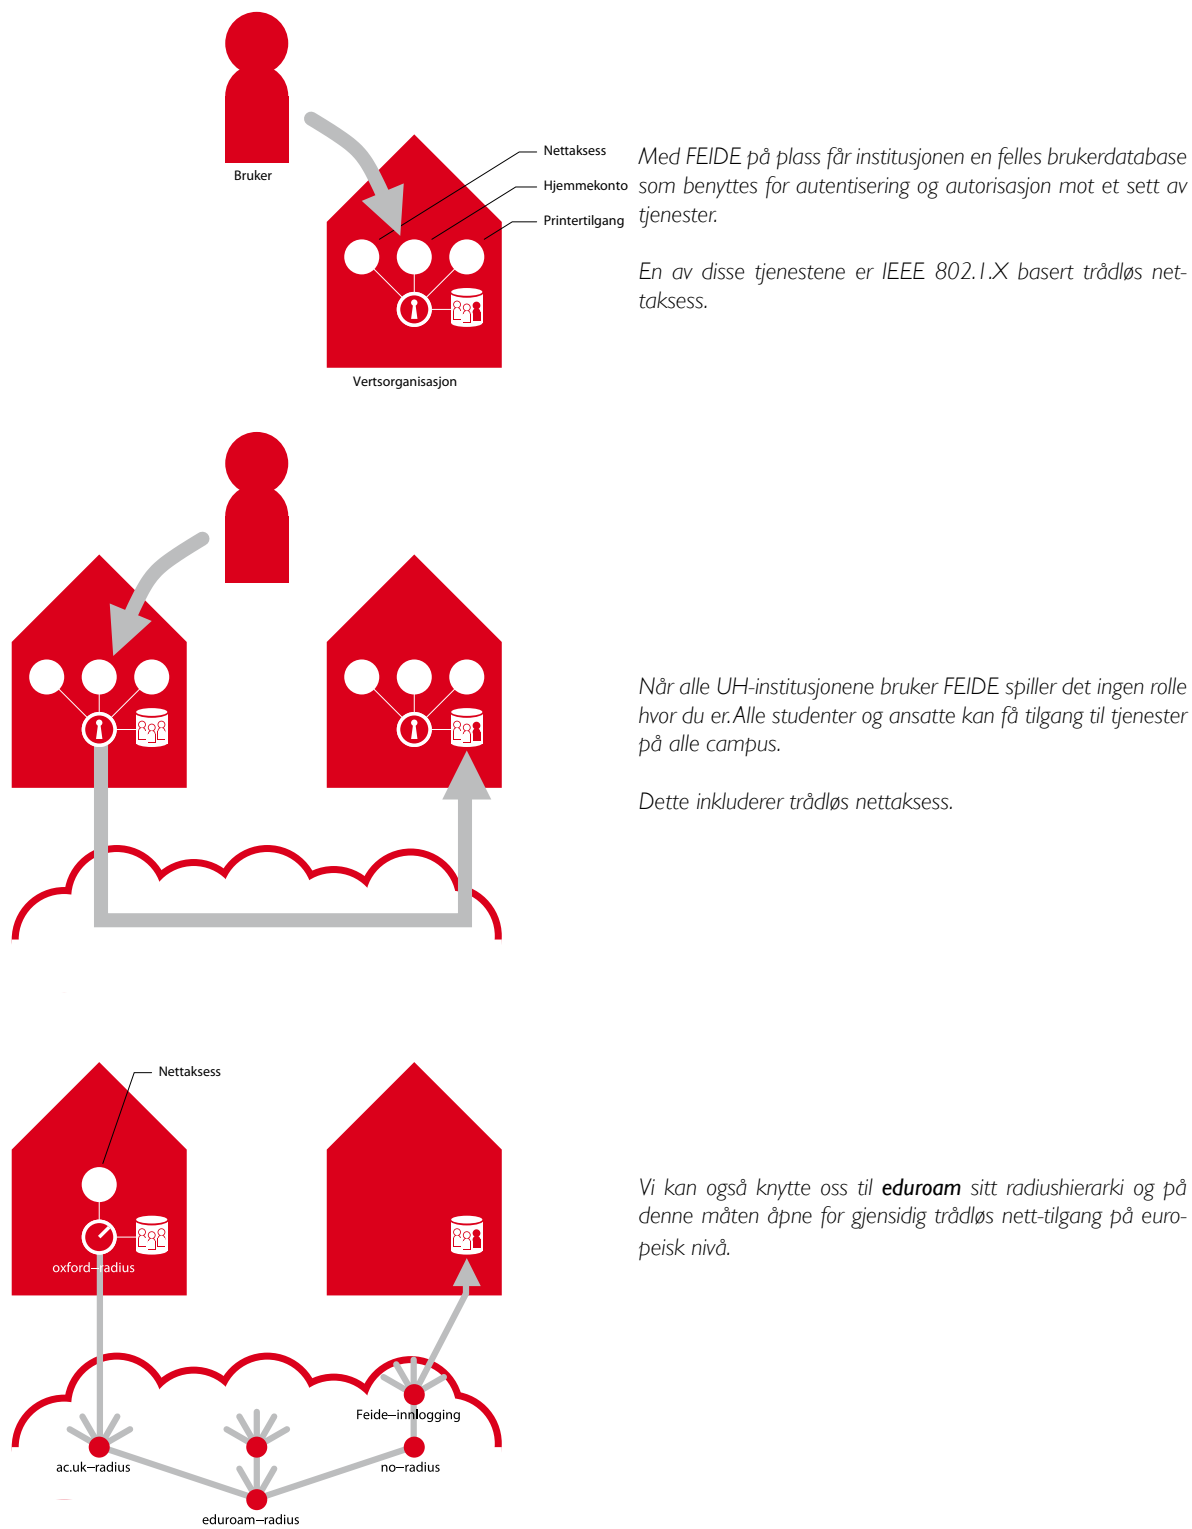 Bruker
Nettaksess
Hjemmekonto
Printertilgang
Vertsorganisasjon
Med FEIDE på plass får institusjonen en felles brukerdatabase
som benyttes for autentisering og autorisasjon mot et sett av
tjenester.
En av disse tjenestene er IEEE 802.1.X basert trådløs net-
taksess.
Når alle UH-institusjonene bruker FEIDE spiller det ingen rolle
hvor du er. Alle studenter og ansatte kan få tilgang til tjenester
på alle campus.
Dette inkluderer trådløs nettaksess.
Nettaksess
oxford–radius
Feide–innlogging
ac.uk–radius
no–radius
eduroam–radius
Vi kan også knytte oss til eduroam sitt radiushierarki og på
denne måten åpne for gjensidig trådløs nett-tilgang på euro-
peisk nivå.